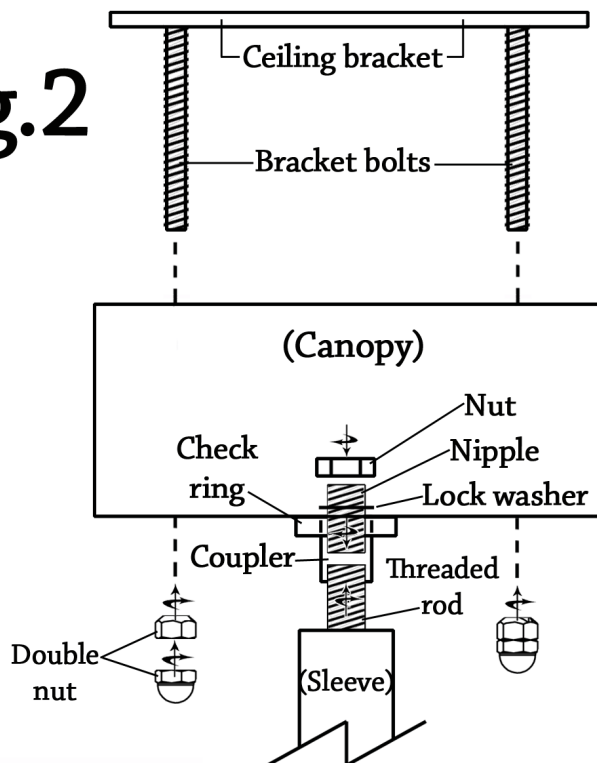 g.2
Ceiling bracket
Bracket bolts
(Canopy)
Nut
Check
ring
Nipple
Lock washer
Coupler
Threaded
rod
Double
nut
(Sleeve)